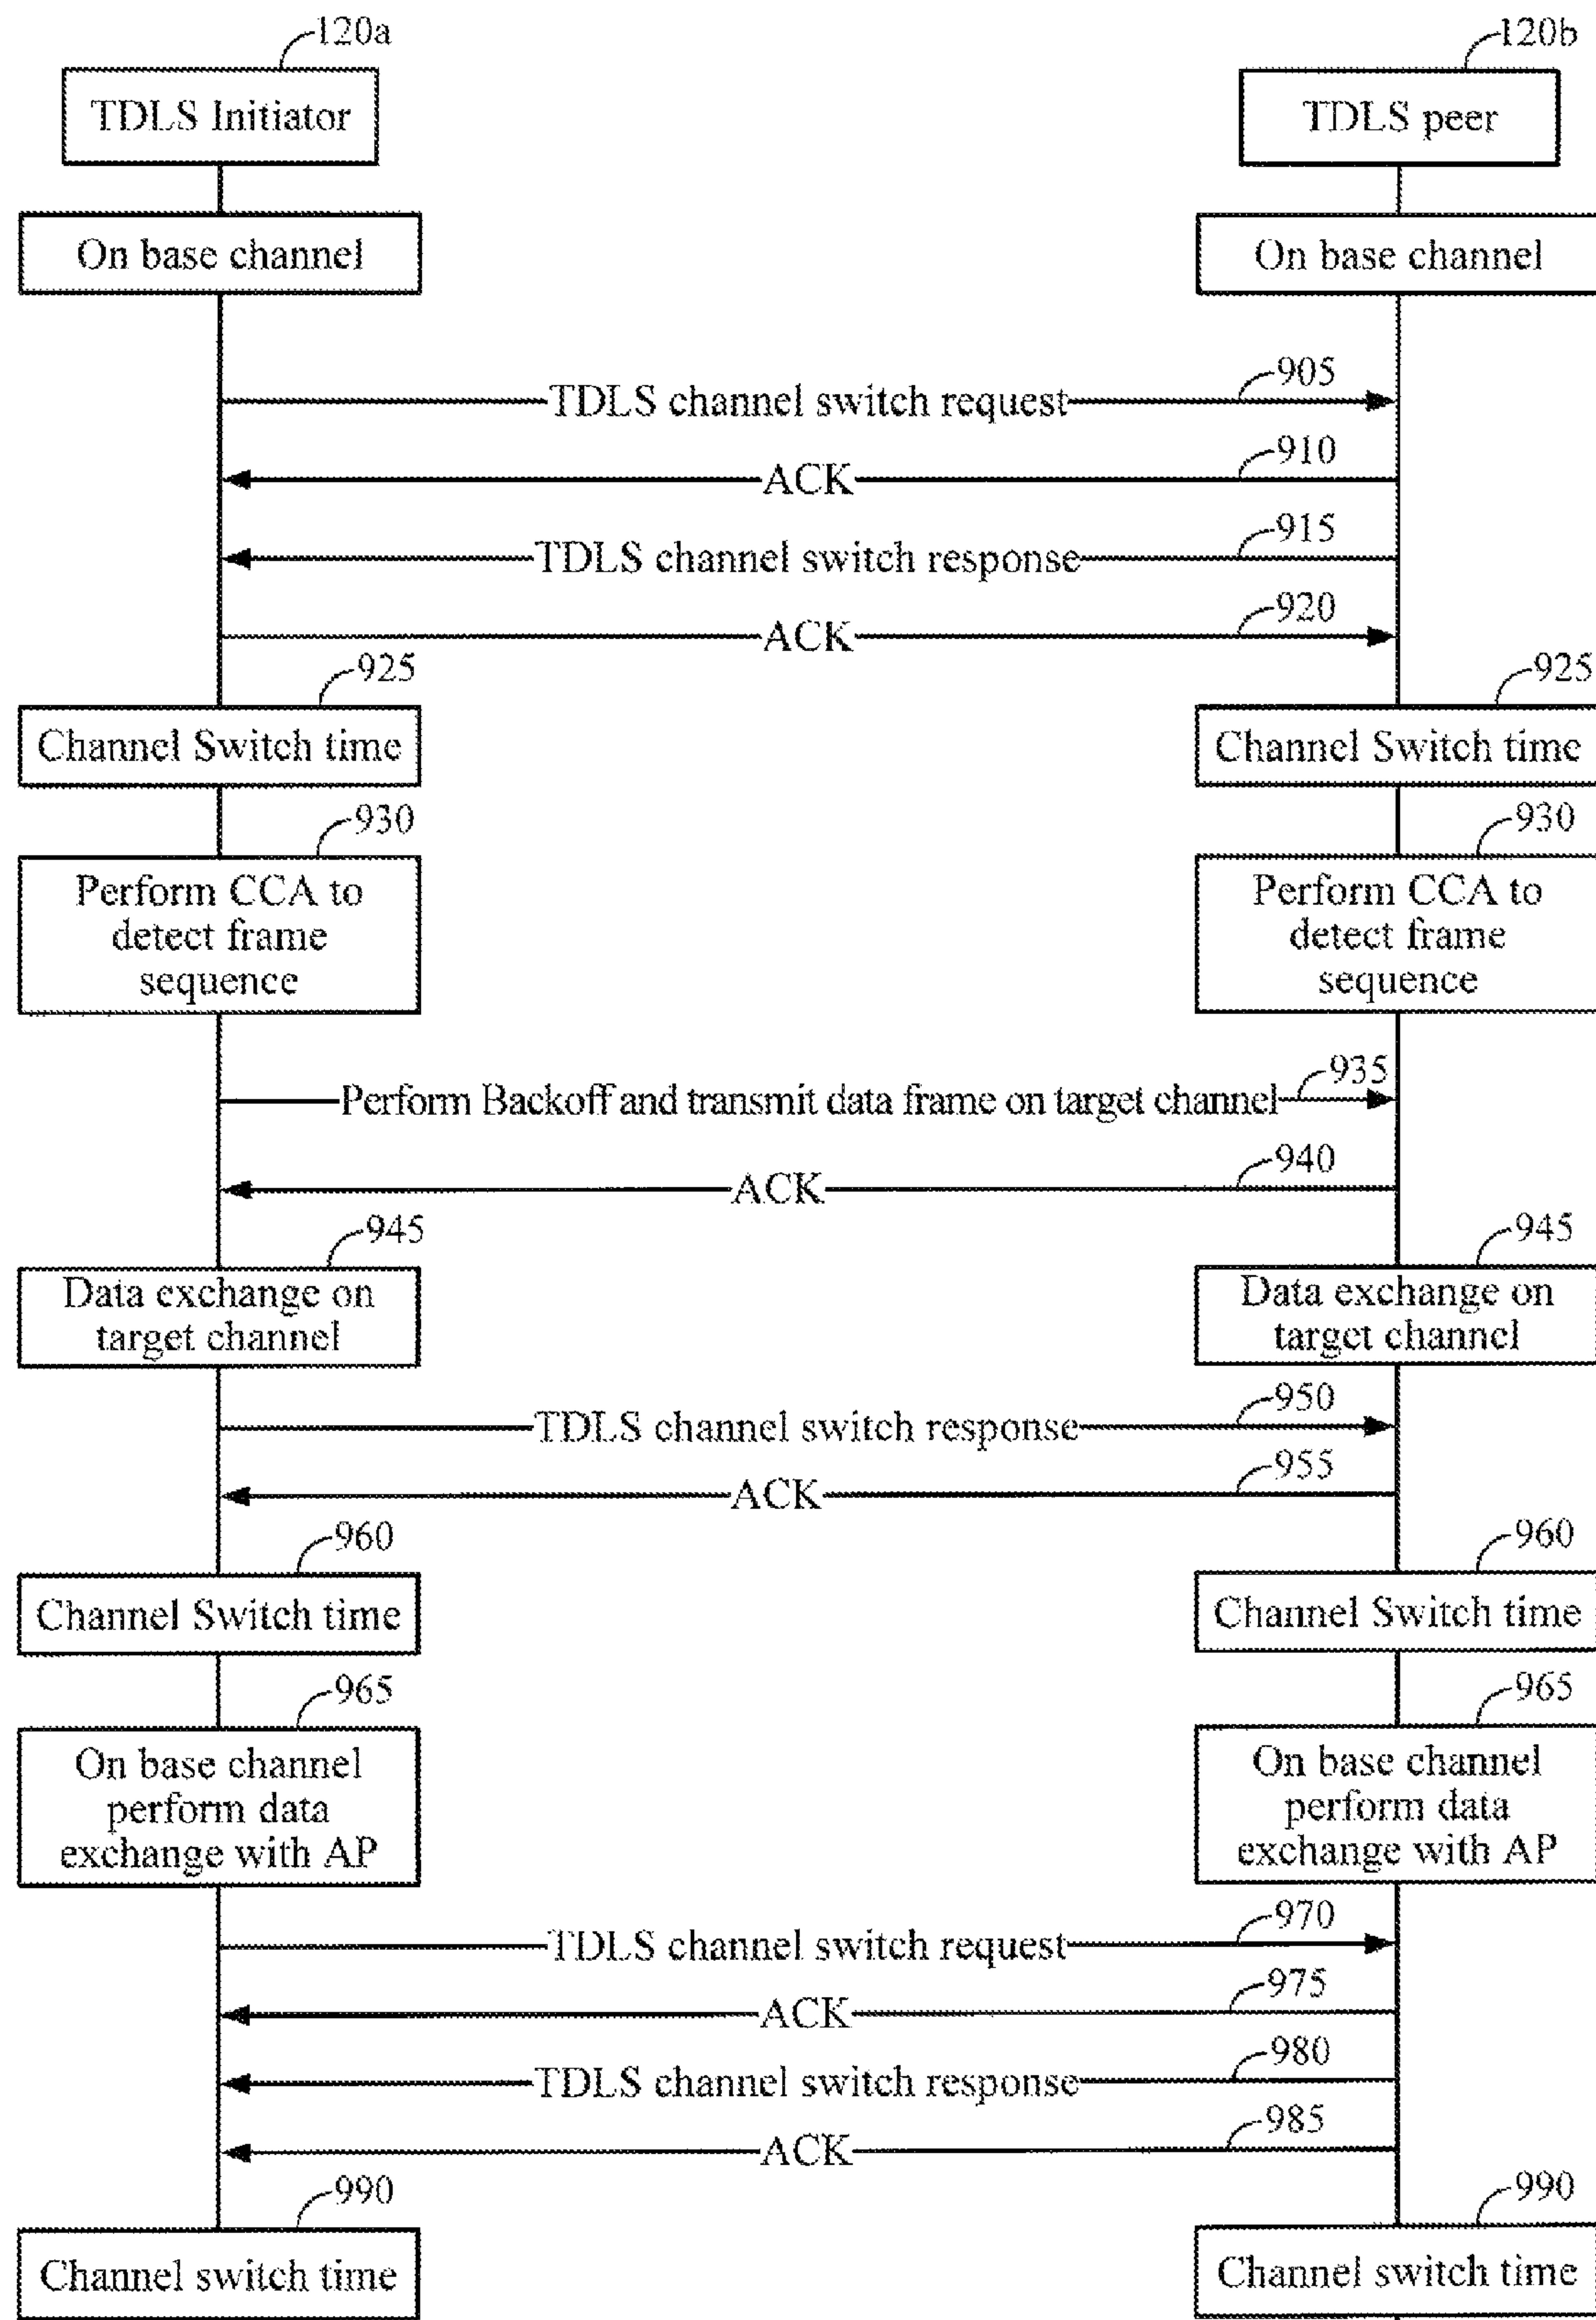 120a
120b
TDLS Initiator
TDLS peer
On base channel
On base channel
905
TDLS channel switch request
910
ACK
915
TDLS channel switch response
920
ACK
925
925
Channel Switch time
Channel Switch time
930
930
Perform CCA to
detect frame
sequence
Perform CCA to
detect frame
sequence
935
Perform Backoff and transmit data frame on target channel
940
ACK
945
945
Data exchange on
target channel
Data exchange on
target channel
950
TDLS channel switch response
955
ACK
960
960
Channel Switch time
Channel Switch time
965
965
On base channel
perform data
exchange with AP
On base channel
perform data
exchange with AP
970
TDLS channel switch request
975
ACK
980
TDLS channel switch response
985
ACK
990
990
Channel switch time
Channel switch time